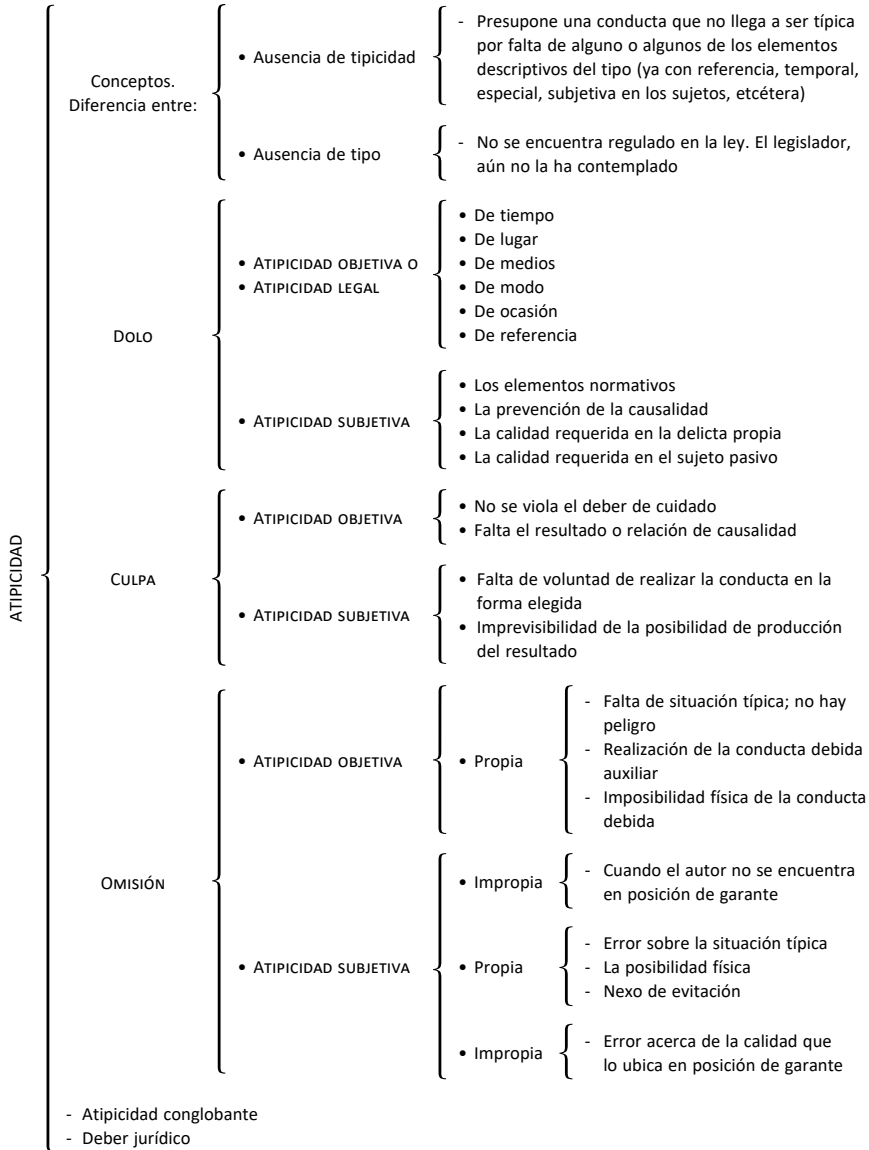 ATIPICIDAD
Conceptos.
Diferencia entre:
• Ausencia de tipicidad
- Presupone una conducta que no llega a ser típica
por falta de alguno o algunos de los elementos
descriptivos del tipo (ya con referencia, temporal,
especial, subjetiva en los sujetos, etcétera)
• Ausencia de tipo
- No se encuentra regulado en la ley. El legislador,
aún no la ha contemplado
DOLO
• ATIPICIDAD OBJETIVA O
• ATIPICIDAD LEGAL
• De tiempo
• De lugar
• De medios
• De modo
• De ocasión
• De referencia
• ATIPICIDAD SUBJETIVA
• Los elementos normativos
• La prevención de la causalidad
• La calidad requerida en la delicta propia
• La calidad requerida en el sujeto pasivo
CULPA
• ATIPICIDAD OBJETIVA
• No se viola el deber de cuidado
• Falta el resultado o relación de causalidad
• ATIPICIDAD SUBJETIVA
• Falta de voluntad de realizar la conducta en la
forma elegida
• Imprevisibilidad de la posibilidad de producción
del resultado
OMISIÓN
• ATIPICIDAD OBJETIVA
• Propia
- Falta de situación típica; no hay
peligro
- Realización de la conducta debida
auxiliar
- Imposibilidad física de la conducta
debida
• ATIPICIDAD SUBJETIVA
• Impropia
- Cuando el autor no se encuentra
en posición de garante
• Propia
- Error sobre la situación típica
- La posibilidad física
- Nexo de evitación
• Impropia
- Error acerca de la calidad que
lo ubica en posición de garante
- Atipicidad conglobante
- Deber jurídico